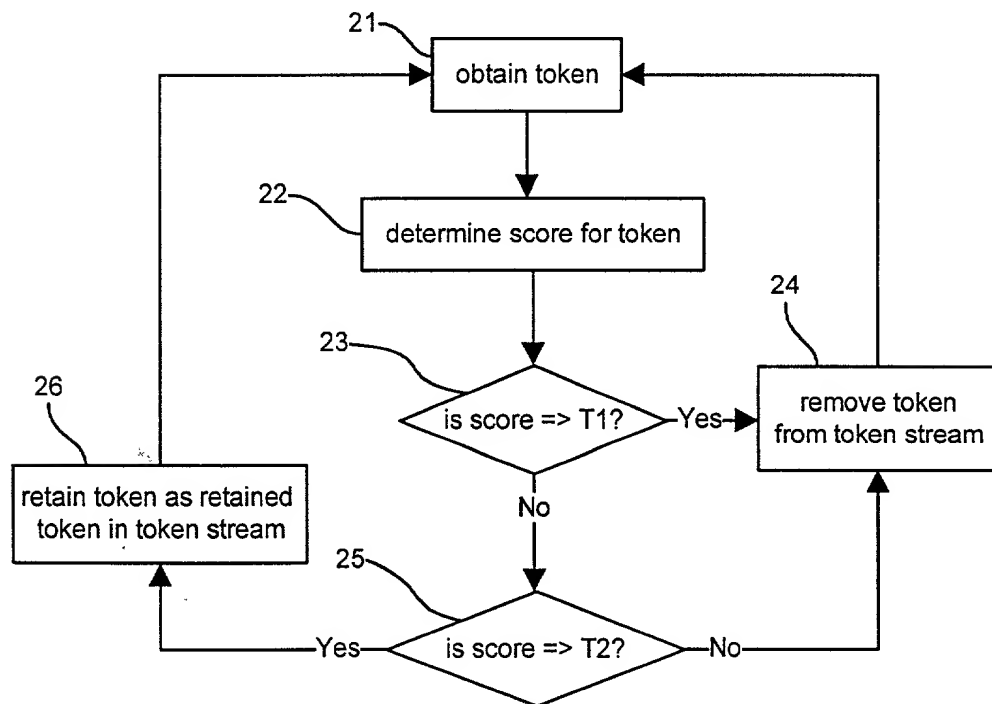 21
obtain token
22
determine score for token
23
is score => T1?
Yes
24
remove token
from token stream
No
26
retain token as retained
token in token stream
25
is score => T2?
Yes
No